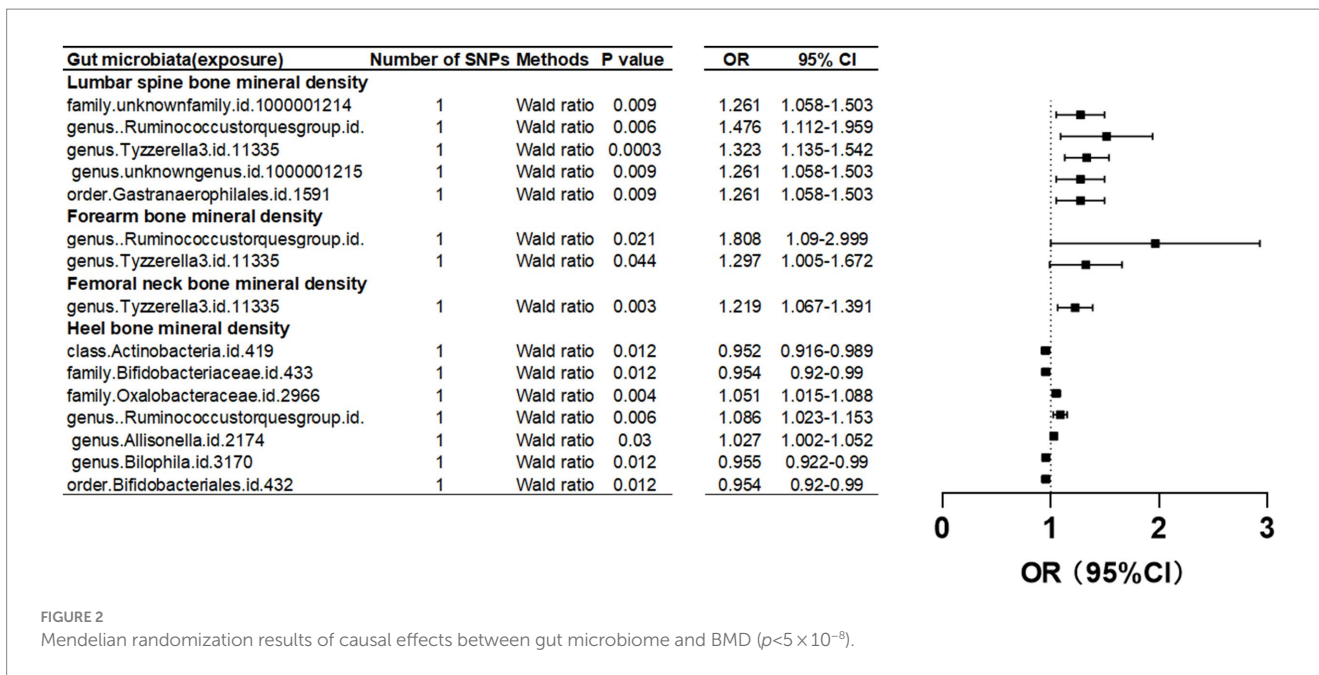 Gut microbiata(exposure) Number of SNPs Methods P value OR 95% CI
Lumbar spine bone mineral density
family.unknownfamily.id.1000001214 1 Wald ratio 0.009 1.261 1.058-1.503
genus..Ruminococcustorquesgroup.id. 1 Wald ratio 0.006 1.476 1.112-1.959
genus.Tyzzerella3.id.11335 1 Wald ratio 0.0003 1.323 1.135-1.542
genus.unknowngenus.id.1000001215 1 Wald ratio 0.009 1.261 1.058-1.503
order.Gastranaerophilales.id.1591 1 Wald ratio 0.009 1.261 1.058-1.503
Forearm bone mineral density
genus..Ruminococcustorquesgroup.id. 1 Wald ratio 0.021 1.808 1.09-2.999
genus.Tyzzerella3.id.11335 1 Wald ratio 0.044 1.297 1.005-1.672
Femoral neck bone mineral density
genus.Tyzzerella3.id.11335 1 Wald ratio 0.003 1.219 1.067-1.391
Heel bone mineral density
class.Actinobacteria.id.419 1 Wald ratio 0.012 0.952 0.916-0.989
family.Bifidobacteriaceae.id.433 1 Wald ratio 0.012 0.954 0.92-0.99
family.Oxalobacteraceae.id.2966 1 Wald ratio 0.004 1.051 1.015-1.088
genus..Ruminococcustorquesgroup.id. 1 Wald ratio 0.006 1.086 1.023-1.153
genus.Allisonella.id.2174 1 Wald ratio 0.03 1.027 1.002-1.052
genus.Bilophila.id.3170 1 Wald ratio 0.012 0.955 0.922-0.99
order.Bifidobacteriales.id.432 1 Wald ratio 0.012 0.954 0.92-0.99
0 1 2 3
OR（95%CI）
FIGURE 2
Mendelian randomization results of causal effects between gut microbiome and BMD (p<5 × 10⁻⁸).